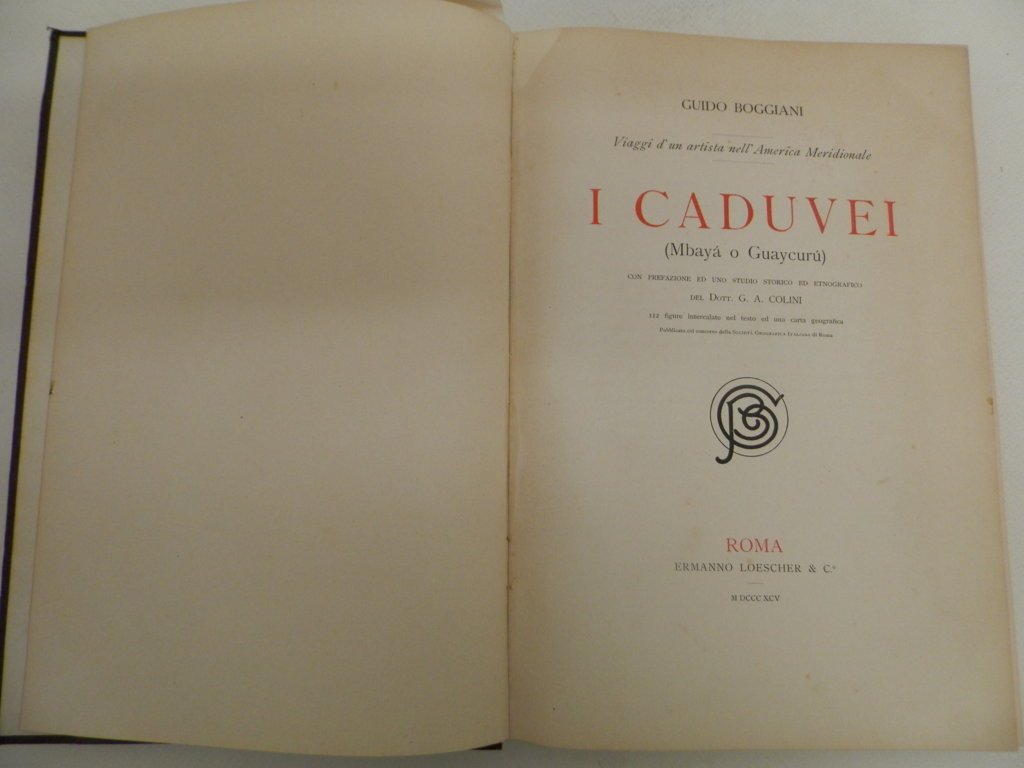 GUIDO BOGGIANI
Viaggi d'un artista nell'America Meridionale
I CADUVEI
(Mbayá o Guaycurú)
CON PREFAZIONE ED UNO STUDIO STORICO ED ETNOGRAFICO
DEL DOTT. G. A. COLINI
112 figure intercalate nel testo ed una carta geografica
Pubblicato col concorso della SOCIETÀ GEOGRAFICA ITALIANA di Roma
ROMA
ERMANNO LOESCHER & C.º
M DCCC XCV